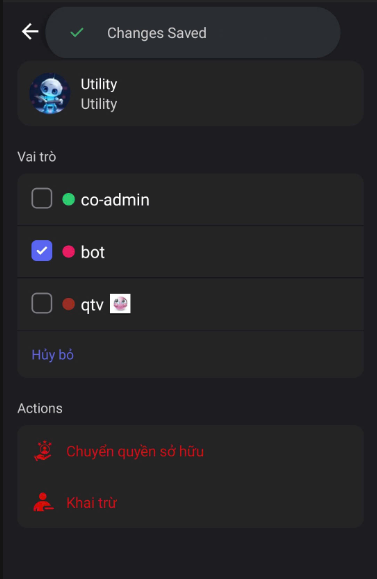 Changes Saved
Utility
Utility
Vai trò
co-admin
bot
qtv
Hủy bỏ
Actions
Chuyển quyền sở hữu
Khai trừ